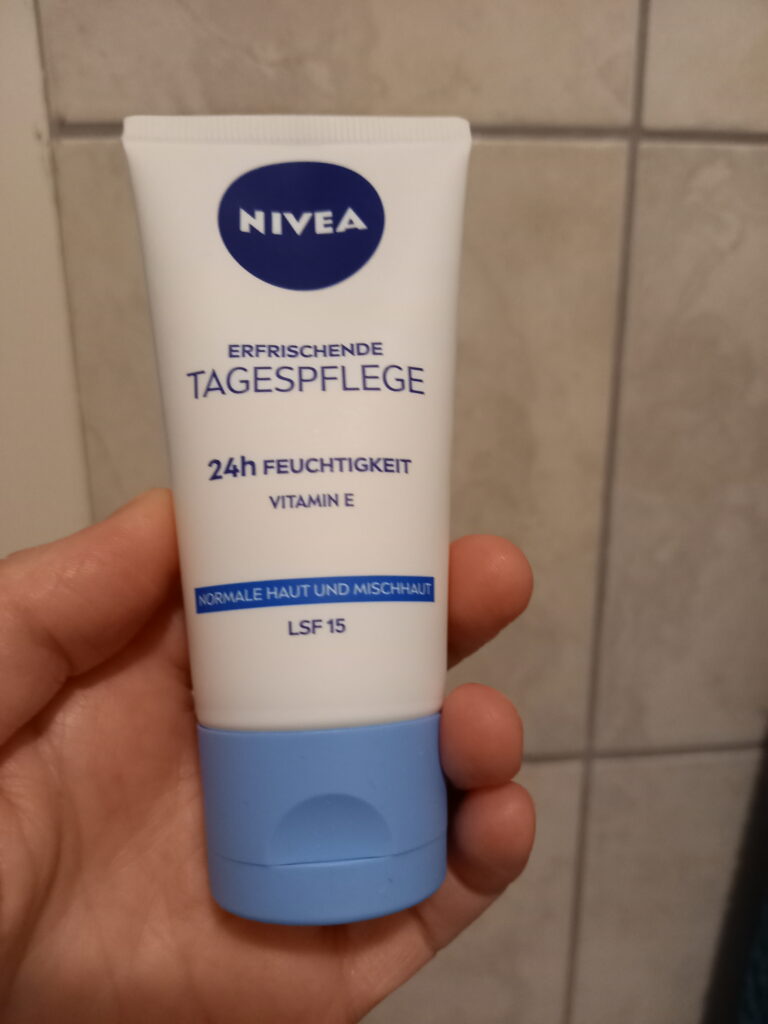 NIVEA
ERFRISCHENDE
TAGESPFLEGE
24h FEUCHTIGKEIT
VITAMIN E
NORMALE HAUT UND MISCHHAUT
LSF 15